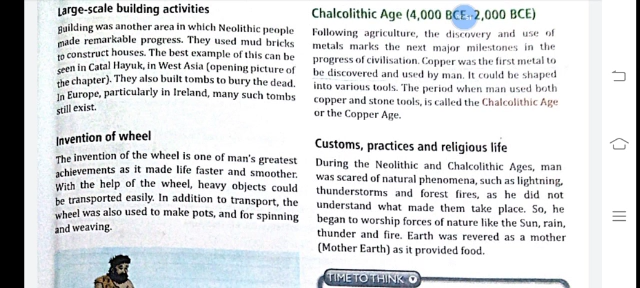 Large-scale building activities
Building was another area in which Neolithic people
made remarkable progress. They used mud bricks
to construct houses. The best example of this can be
seen in Catal Hayuk, in West Asia (opening picture of
the chapter). They also built tombs to bury the dead.
In Europe, particularly in Ireland, many such tombs
still exist.
Invention of wheel
The invention of the wheel is one of man's greatest
achievements as it made life faster and smoother.
With the help of the wheel, heavy objects could
be transported easily. In addition to transport, the
wheel was also used to make pots, and for spinning
and weaving.
Chalcolithic Age (4,000 BCE-2,000 BCE)
Following agriculture, the discovery and use of
metals marks the next major milestones in the
progress of civilisation. Copper was the first metal to
be discovered and used by man. It could be shaped
into various tools. The period when man used both
copper and stone tools, is called the Chalcolithic Age
or the Copper Age.
Customs, practices and religious life
During the Neolithic and Chalcolithic Ages, man
was scared of natural phenomena, such as lightning,
thunderstorms and forest fires, as he did not
understand what made them take place. So, he
began to worship forces of nature like the Sun, rain,
thunder and fire. Earth was revered as a mother
(Mother Earth) as it provided food.
TIME TO THINK